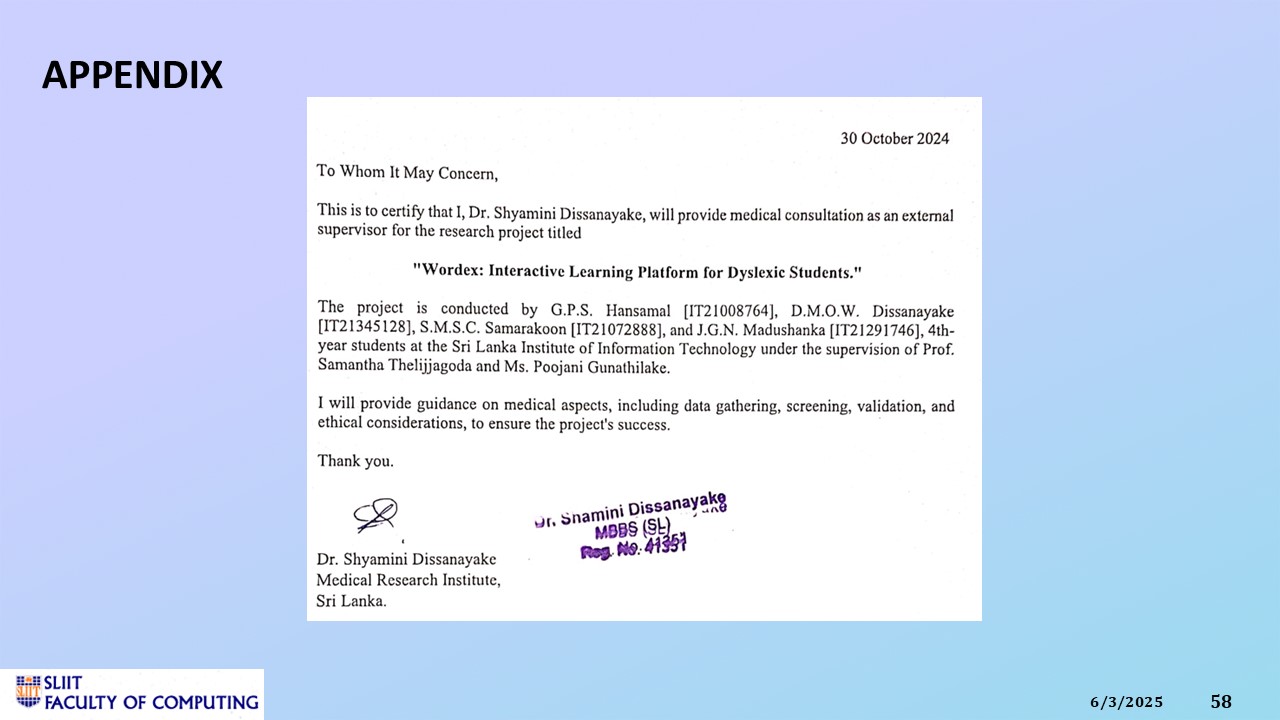 APPENDIX
30 October 2024
To Whom It May Concern,
This is to certify that I, Dr. Shyamini Dissanayake, will provide medical consultation as an external
supervisor for the research project titled
"Wordex: Interactive Learning Platform for Dyslexic Students."
The project is conducted by G.P.S. Hansamal [IT21008764], D.M.O.W. Dissanayake
[IT21345128], S.M.S.C. Samarakoon [IT21072888], and J.G.N. Madushanka [IT21291746], 4th-
year students at the Sri Lanka Institute of Information Technology under the supervision of Prof.
Samantha Thelijjagoda and Ms. Poojani Gunathilake.
I will provide guidance on medical aspects, including data gathering, screening, validation, and
ethical considerations, to ensure the project's success.
Thank you.
Dr. Shamini Dissanayake
MBBS (SL)
Reg. No. 41351
Dr. Shyamini Dissanayake
Medical Research Institute,
Sri Lanka.
SLIIT
SLIIT
FACULTY OF COMPUTING
6/3/2025
58